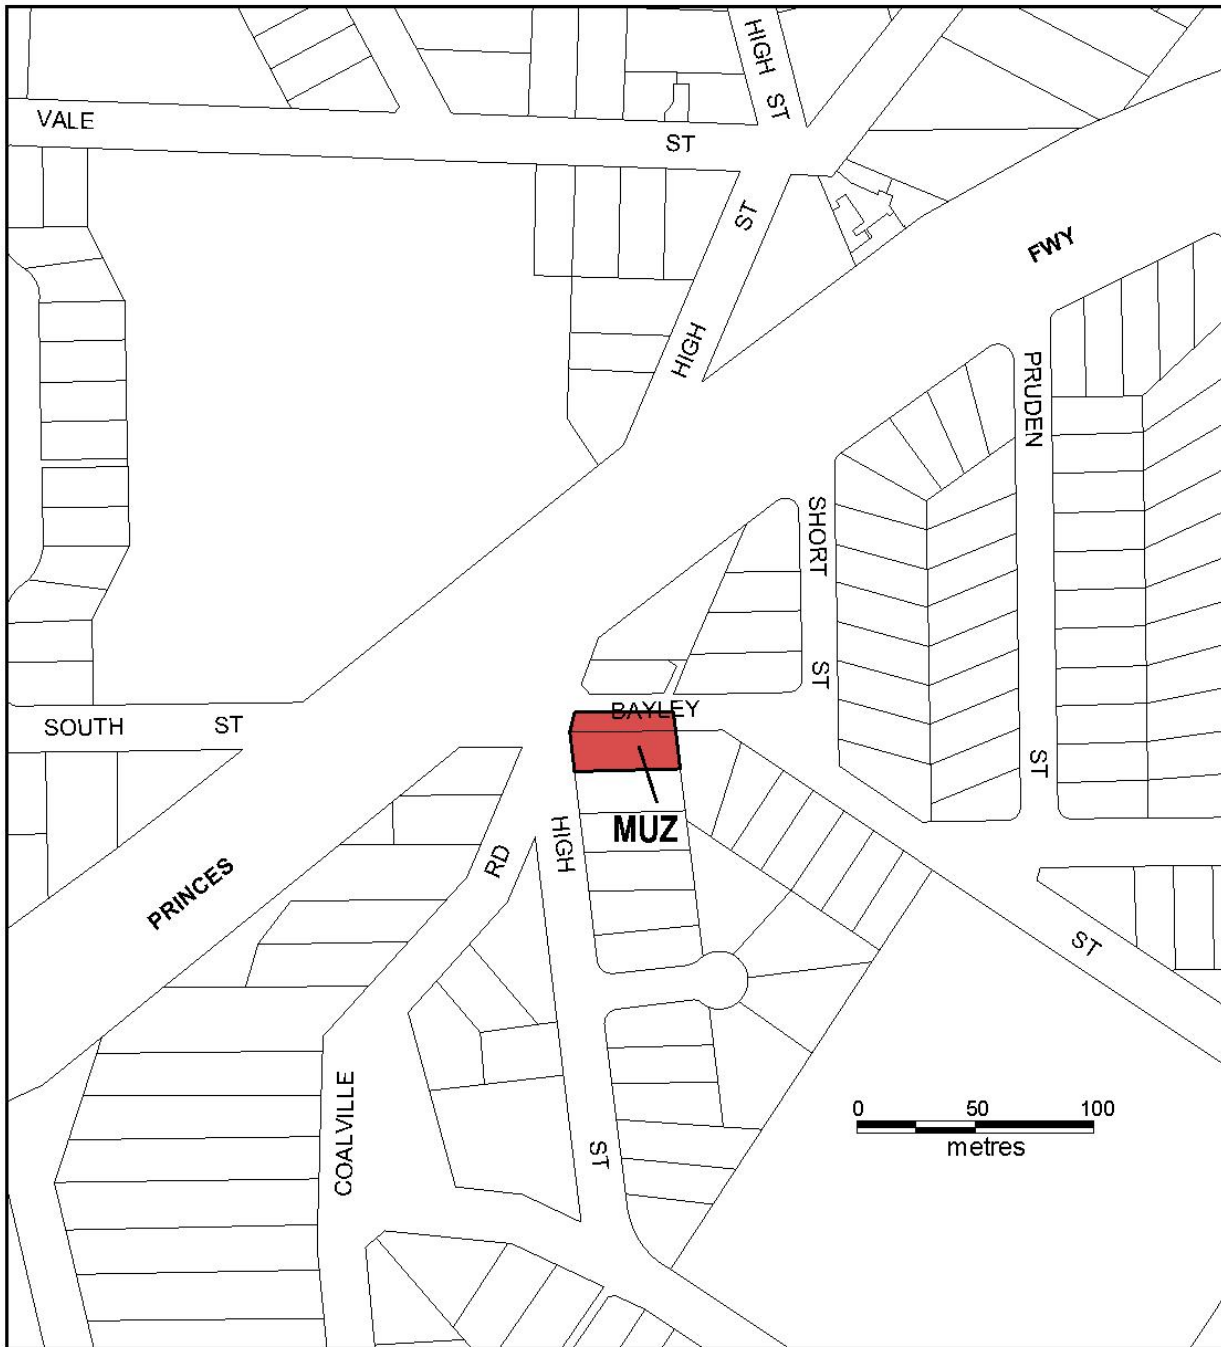 HIGH ST
VALE ST
HIGH ST
FWY
PRUDEN ST
SHORT ST
SOUTH ST
BAYLEY ST
MUZ
PRINCES
RD
HIGH ST
COALVILLE
0 50 100
metres